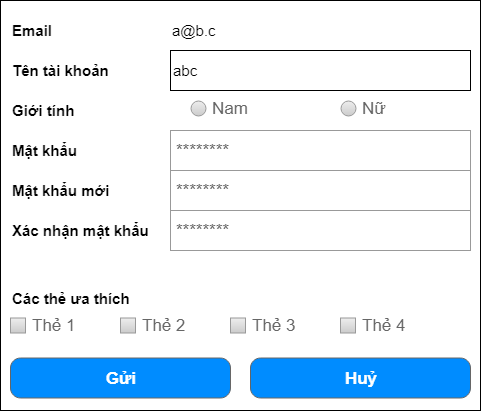 Email a@b.c
Tên tài khoản abc
Giới tính Nam Nữ
Mật khẩu ********
Mật khẩu mới ********
Xác nhận mật khẩu ********
Các thẻ ưa thích
Thẻ 1 Thẻ 2 Thẻ 3 Thẻ 4
Gửi Huỷ